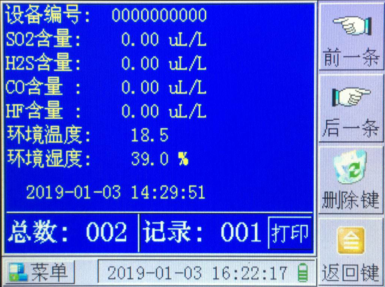 设备编号: 0000000000
SO2含量: 0.00 uL/L
H2S含量: 0.00 uL/L
CO含量 : 0.00 uL/L
HF含量 : 0.00 uL/L
环境温度: 18.5
环境湿度: 39.0 %
2019-01-03 14:29:51
总数: 002 记录: 001 打印
菜单 2019-01-03 16:22:17
前一条
后一条
删除键
返回键